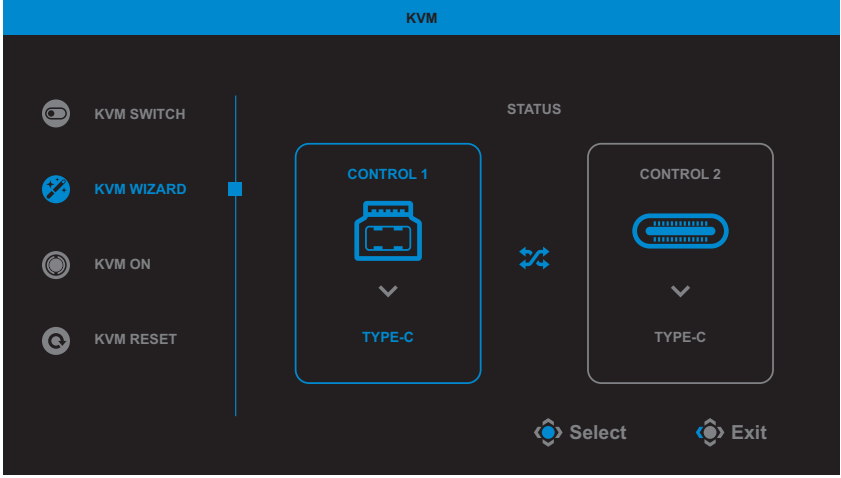 KVM
KVM SWITCH
KVM WIZARD
KVM ON
KVM RESET
STATUS
CONTROL 1
TYPE-C
CONTROL 2
TYPE-C
Select
Exit